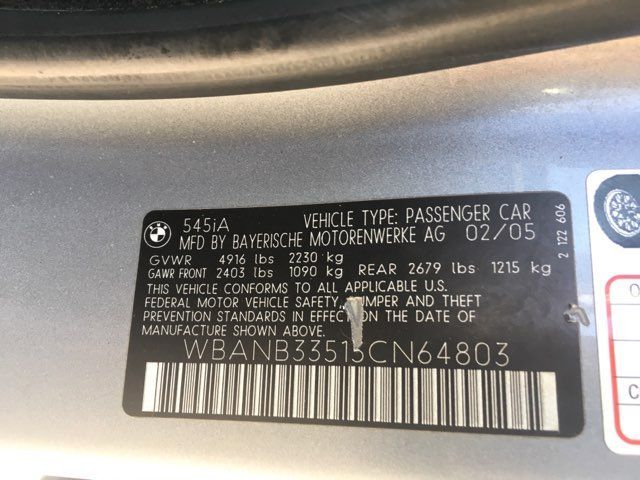 BMW
545iA VEHICLE TYPE: PASSENGER CAR
MFD BY BAYERISCHE MOTORENWERKE AG 02/05
GVWR 4916 lbs 2230 kg
GAWR FRONT 2403 lbs 1090 kg REAR 2679 lbs 1215 kg
THIS VEHICLE CONFORMS TO ALL APPLICABLE U.S.
FEDERAL MOTOR VEHICLE SAFETY, BUMPER AND THEFT
PREVENTION STANDARDS IN EFFECT ON THE DATE OF
MANUFACTURE SHOWN ABOVE.
WBANB33515CN64803
2 122 606
O
C